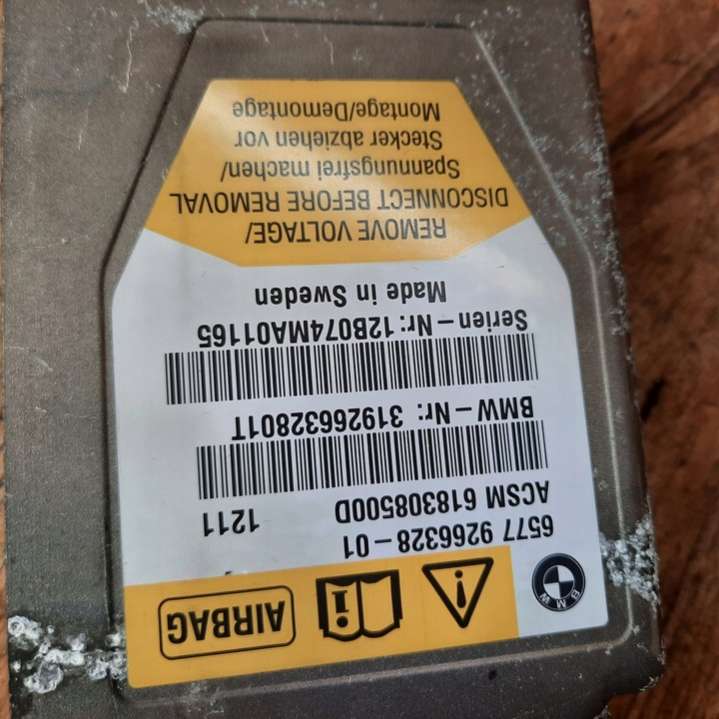 AIRBAG
BMW
6577 9266328-01
ACSM 618308500D 1211
BMW-Nr: 31926632801T
Serien-Nr: 12B074MA01165
Made in Sweden
REMOVE VOLTAGE/
DISCONNECT BEFORE REMOVAL
Spannungsfrei machen/
Stecker abziehen vor
Montage/Demontage